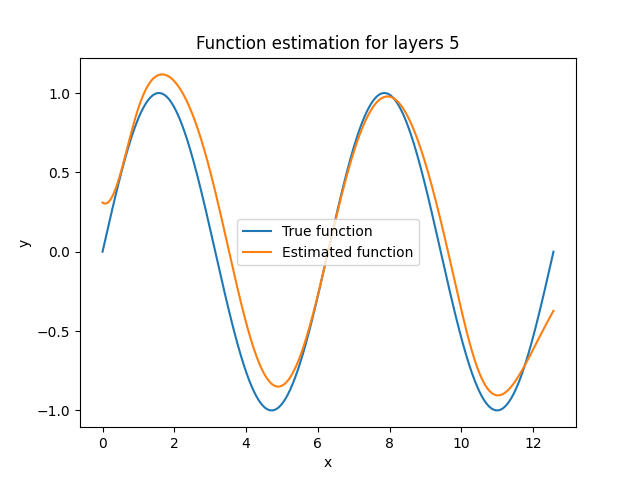 Function estimation for layers 5
1.0
0.5
0.0
−0.5
−1.0
y
True function
Estimated function
0 2 4 6 8 10 12
x